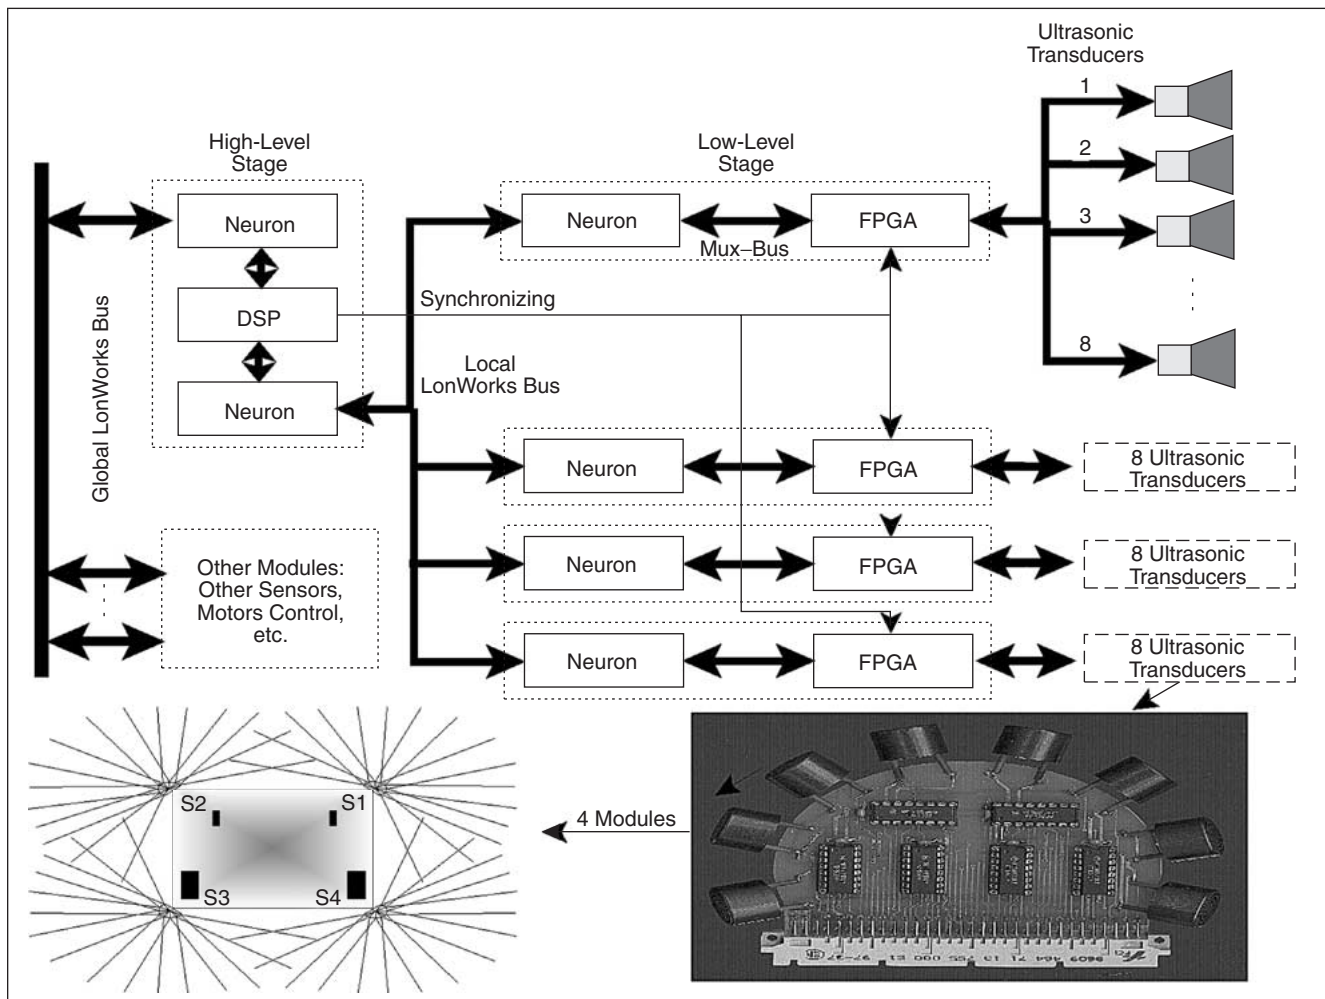 Ultrasonic
Transducers
1
2
3
8
High-Level
Stage
Low-Level
Stage
Neuron
Neuron
FPGA
Mux–Bus
DSP
Synchronizing
Global LonWorks Bus
Local
LonWorks Bus
Neuron
Neuron
FPGA
8 Ultrasonic
Transducers
Neuron
FPGA
8 Ultrasonic
Transducers
Other Modules:
Other Sensors,
Motors Control,
etc.
Neuron
FPGA
8 Ultrasonic
Transducers
S2
S1
S3
S4
4 Modules